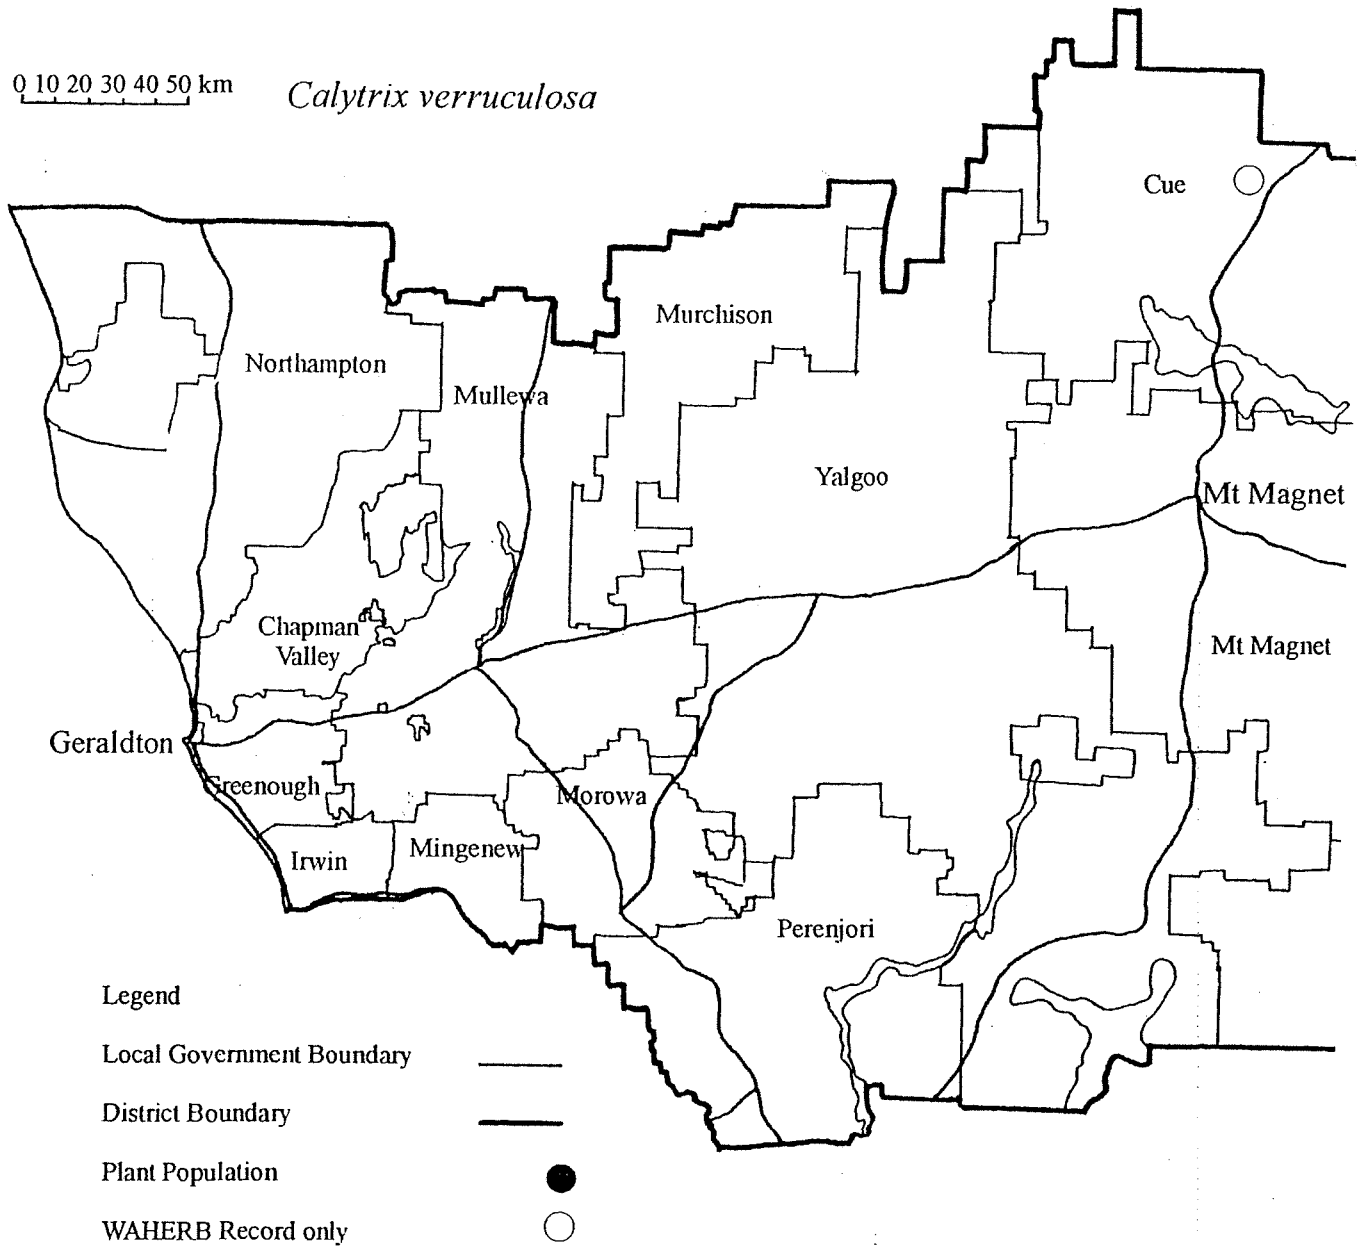 0 10 20 30 40 50 km
Calytrix verruculosa
Cue
Murchison
Northampton
Mullewa
Yalgoo
Mt Magnet
Chapman
Valley
Mt Magnet
Geraldton
Greenough
Morowa
Irwin
Mingenew
Perenjori
Legend
Local Government Boundary
District Boundary
Plant Population
WAHERB Record only